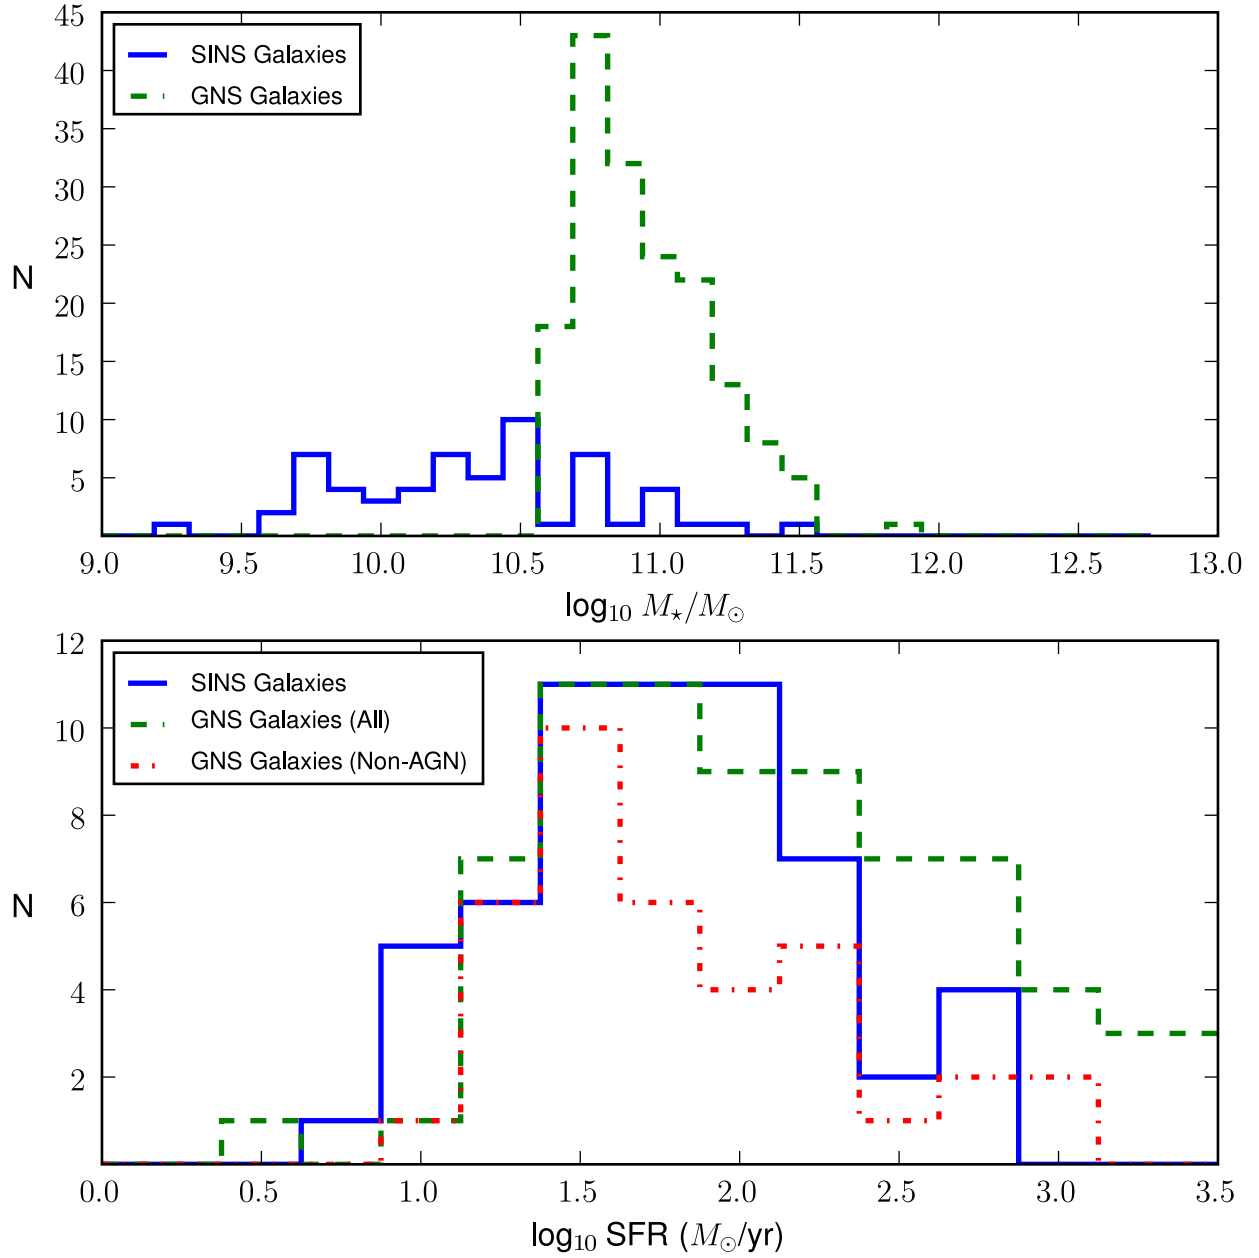 45
40
35
30
25
20
15
10
5
N
SINS Galaxies
GNS Galaxies
9.0 9.5 10.0 10.5 11.0 11.5 12.0 12.5 13.0
log₁₀ M⋆/M⊙
12
10
8
6
4
2
N
SINS Galaxies
GNS Galaxies (All)
GNS Galaxies (Non-AGN)
0.0 0.5 1.0 1.5 2.0 2.5 3.0 3.5
log₁₀ SFR (M⊙/yr)